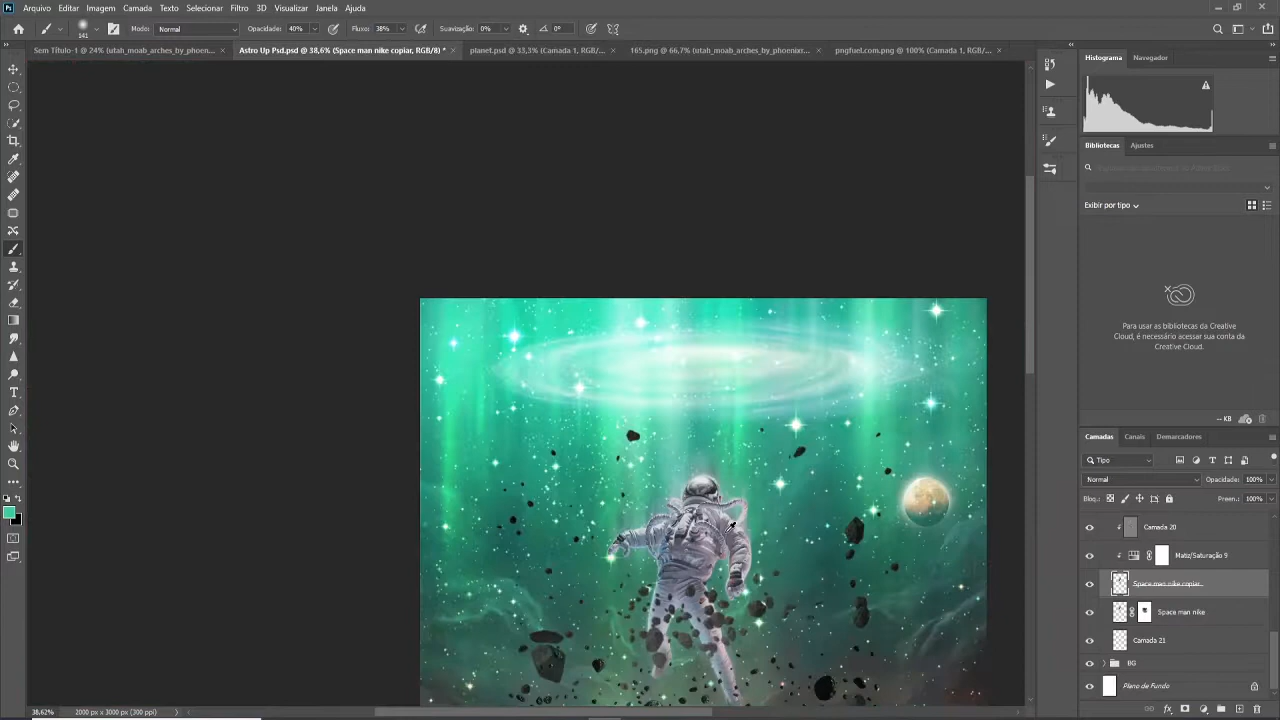 Arquivo Editar Imagem Camada Texto Selecionar Filtro 3D Visualizar Janela Ajuda
141 Modo: Normal Opacidade: 40% Fluxo: 38% Suavização: 0% 0°
Sem Título-1 @ 24% (utah_moab_arches_by_phoen... × Astro Up Psd.psd @ 38,6% (Space man nike copiar, RGB/8) * × planet.psd @ 33,3% (Camada 1, RGB/... × 165.png @ 66,7% (utah_moab_arches_by_phoenixs... × pngfuel.com.png @ 100% (Camada 1, RGB/... ×
Histograma Navegador
Bibliotecas Ajustes
Exibir por tipo
Para usar as bibliotecas da Creative
Cloud, é necessário acessar sua conta da
Creative Cloud.
-- KB
Camadas Canais Demarcadores
Tipo
Normal Opacidade: 100%
Bloq.: Preen.: 100%
Camada 20
Matiz/Saturação 9
Space man nike copiar
Space man nike
Camada 21
BG
Plano de Fundo
38,62% 2000 px x 3000 px (300 ppi)